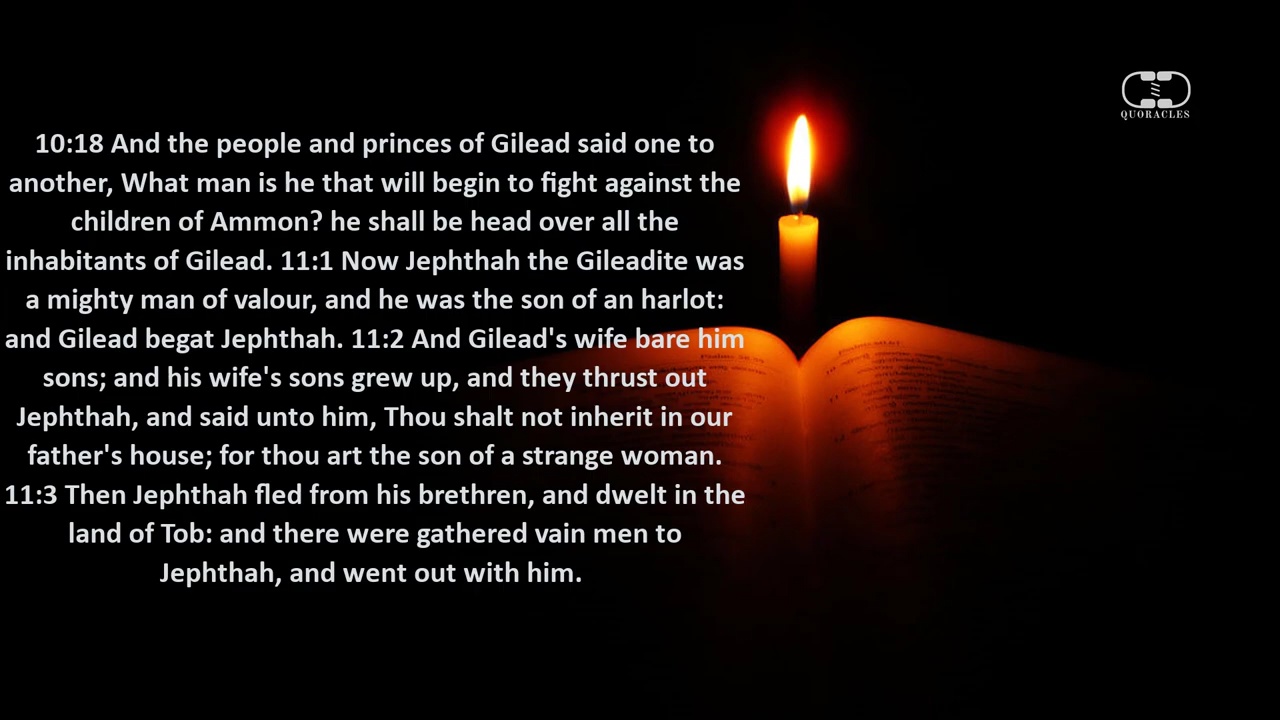 QUORACLES
10:18 And the people and princes of Gilead said one to
another, What man is he that will begin to fight against the
children of Ammon? he shall be head over all the
inhabitants of Gilead. 11:1 Now Jephthah the Gileadite was
a mighty man of valour, and he was the son of an harlot:
and Gilead begat Jephthah. 11:2 And Gilead's wife bare him
sons; and his wife's sons grew up, and they thrust out
Jephthah, and said unto him, Thou shalt not inherit in our
father's house; for thou art the son of a strange woman.
11:3 Then Jephthah fled from his brethren, and dwelt in the
land of Tob: and there were gathered vain men to
Jephthah, and went out with him.